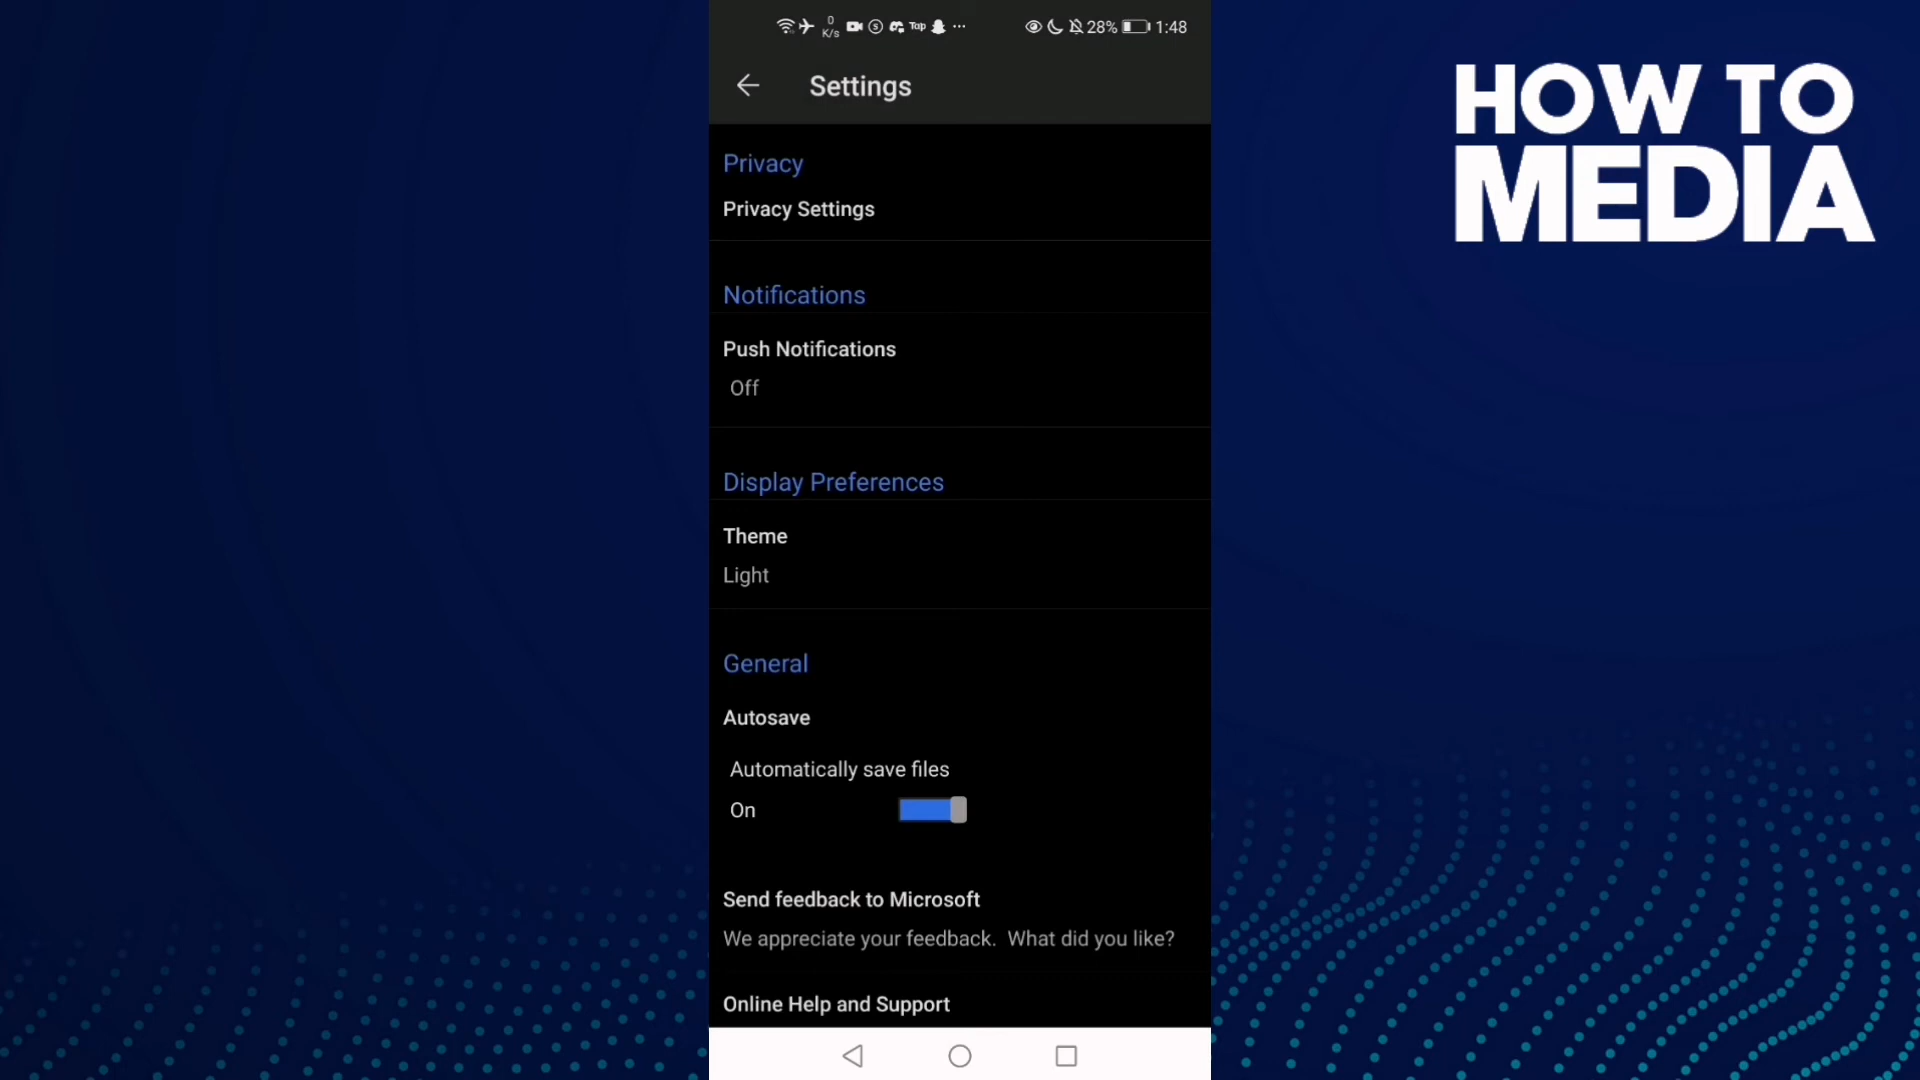 0
K/s
Tap
28%
1:48
HOW TO
MEDIA
Settings
Privacy
Privacy Settings
Notifications
Push Notifications
Off
Display Preferences
Theme
Light
General
Autosave
Automatically save files
On
Send feedback to Microsoft
We appreciate your feedback. What did you like?
Online Help and Support